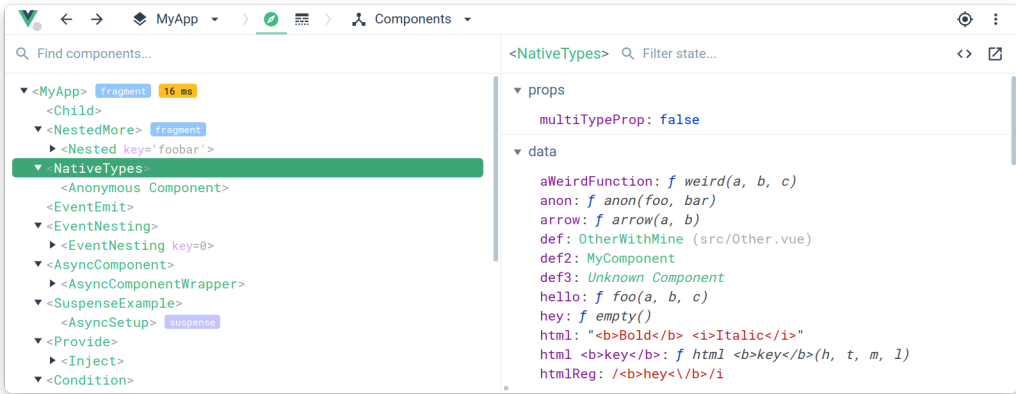 MyApp Components
Find components...
<MyApp> fragment 16 ms
<Child>
<NestedMore> fragment
<Nested key='foobar'>
<NativeTypes>
<Anonymous Component>
<EventEmit>
<EventNesting>
<EventNesting key=0>
<AsyncComponent>
<AsyncComponentWrapper>
<SuspenseExample>
<AsyncSetup> suspense
<Provide>
<Inject>
<Condition>
<NativeTypes> Filter state...
props
multiTypeProp: false
data
aWeirdFunction: ƒ weird(a, b, c)
anon: ƒ anon(foo, bar)
arrow: ƒ arrow(a, b)
def: OtherWithMine (src/Other.vue)
def2: MyComponent
def3: Unknown Component
hello: ƒ foo(a, b, c)
hey: ƒ empty()
html: "<b>Bold</b> <i>Italic</i>"
html <b>key</b>: ƒ html <b>key</b>(h, t, m, l)
htmlReg: /<b>hey<\/b>/i